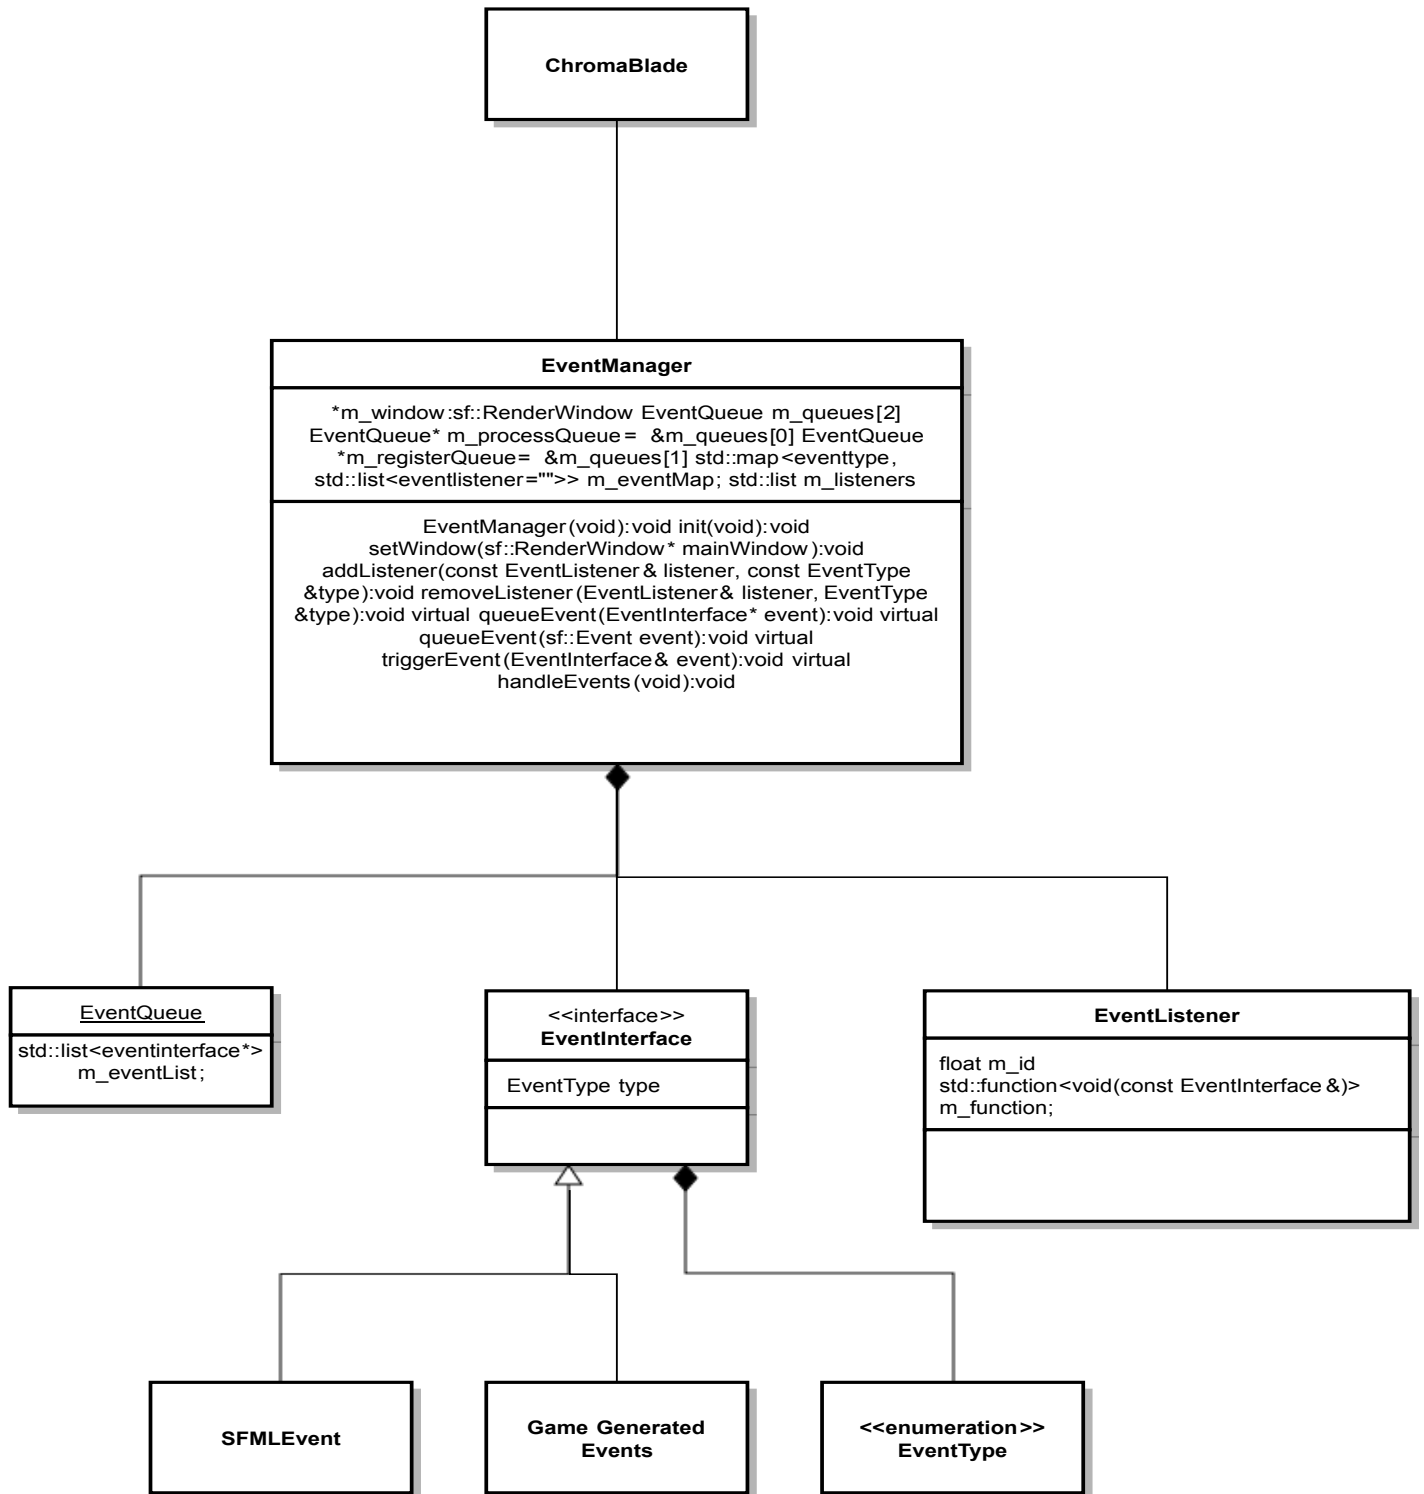 ChromaBlade
EventManager
*m_window:sf::RenderWindow EventQueue m_queues[2]
EventQueue* m_processQueue= &m_queues[0] EventQueue
*m_registerQueue= &m_queues[1] std::map<eventtype,
std::list<eventlistener="">> m_eventMap; std::list m_listeners
EventManager(void):void init(void):void
setWindow(sf::RenderWindow* mainWindow):void
addListener(const EventListener& listener, const EventType
&type):void removeListener(EventListener& listener, EventType
&type):void virtual queueEvent(EventInterface* event):void virtual
queueEvent(sf::Event event):void virtual
triggerEvent(EventInterface& event):void virtual
handleEvents(void):void
EventQueue
std::list<eventinterface*>
m_eventList;
<<interface>>
EventInterface
EventType type
EventListener
float m_id
std::function<void(const EventInterface&)>
m_function;
SFMLEvent
Game Generated
Events
<<enumeration>>
EventType